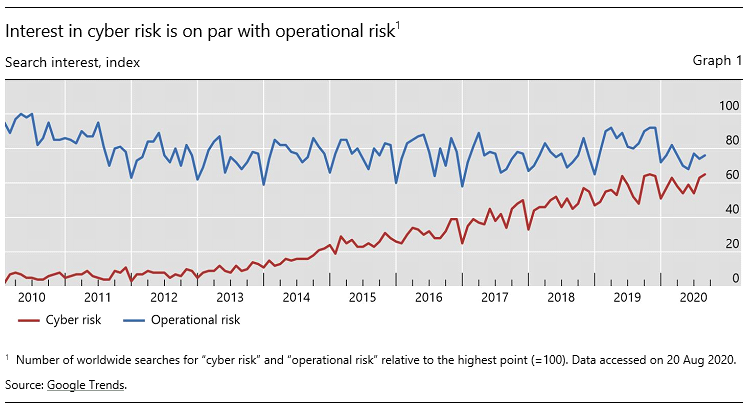 Interest in cyber risk is on par with operational risk¹
Search interest, index
Graph 1
100
80
60
40
20
0
2010 2011 2012 2013 2014 2015 2016 2017 2018 2019 2020
Cyber risk Operational risk
¹ Number of worldwide searches for “cyber risk” and “operational risk” relative to the highest point (=100). Data accessed on 20 Aug 2020.
Source: Google Trends.